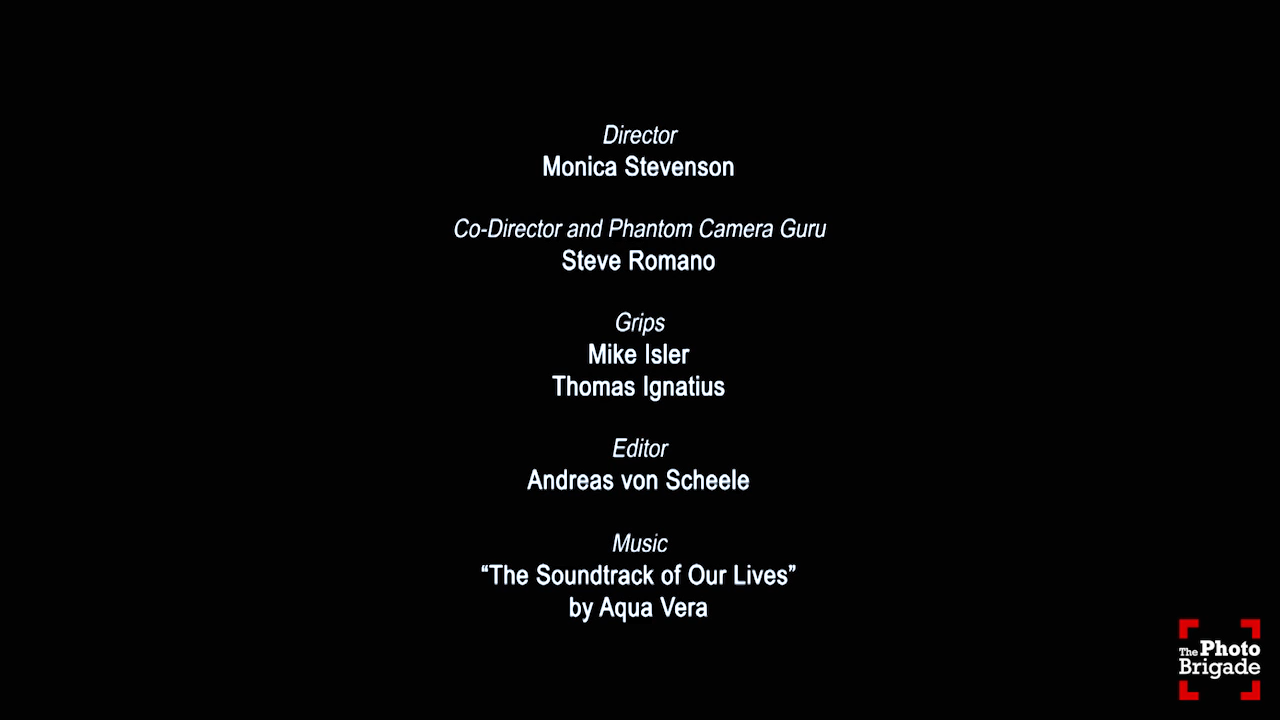 Director
Monica Stevenson
Co-Director and Phantom Camera Guru
Steve Romano
Grips
Mike Isler
Thomas Ignatius
Editor
Andreas von Scheele
Music
“The Soundtrack of Our Lives”
by Aqua Vera
The Photo
Brigade